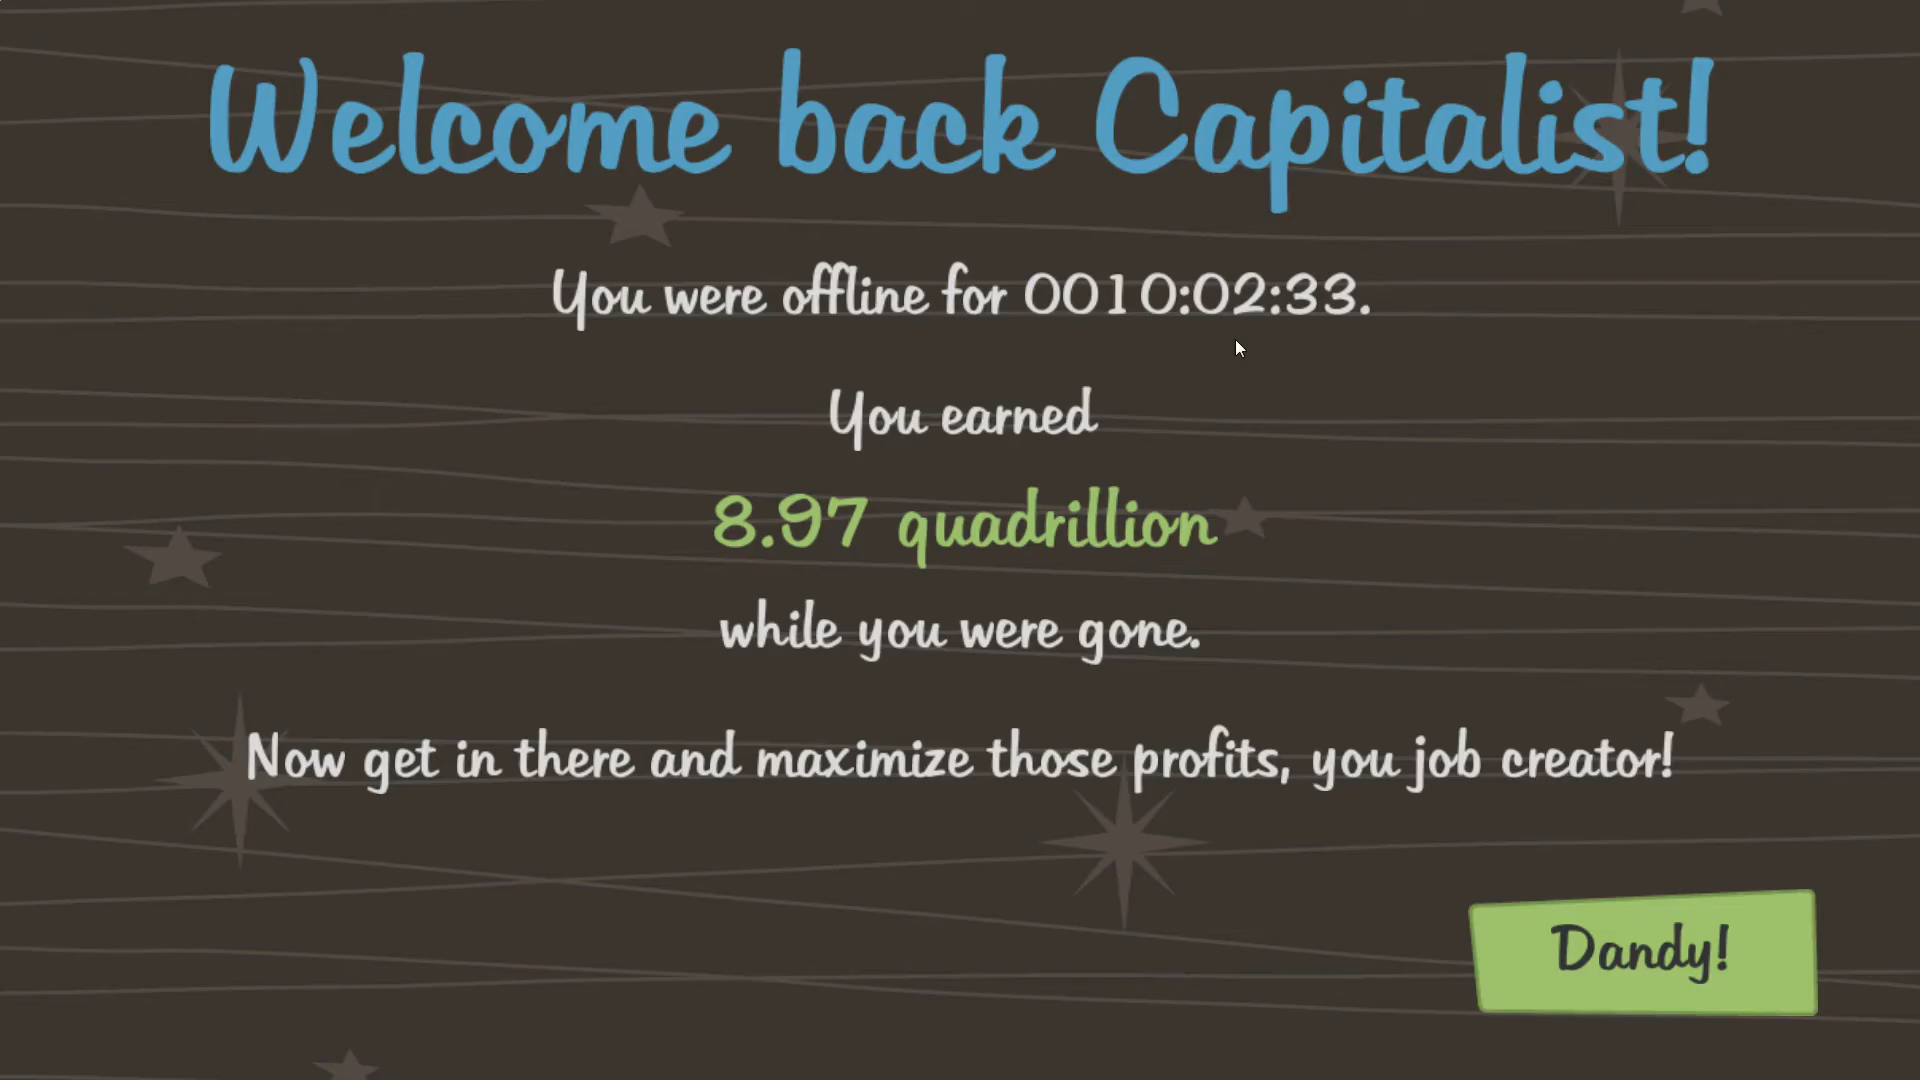 Welcome back Capitalist!
You were offline for 0010:02:33.
You earned
8.97 quadrillion
while you were gone.
Now get in there and maximize those profits, you job creator!
Dandy!